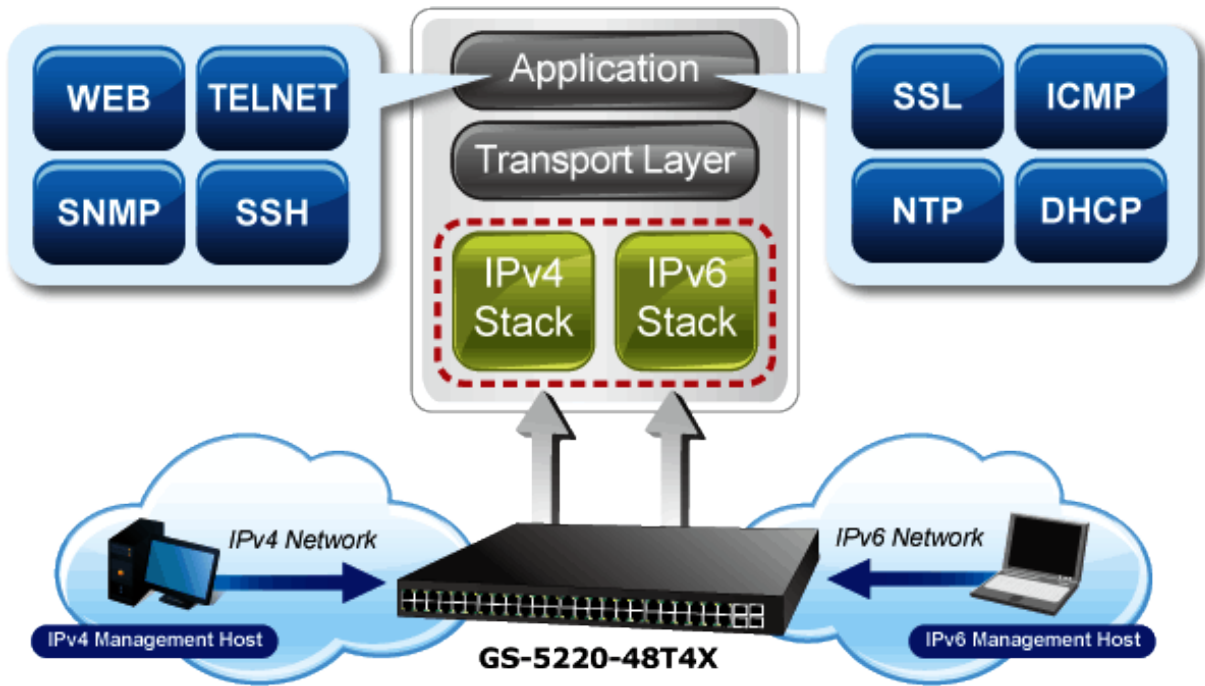 WEB
TELNET
SNMP
SSH
Application
Transport Layer
IPv4
Stack
IPv6
Stack
SSL
ICMP
NTP
DHCP
IPv4 Network
IPv4 Management Host
GS-5220-48T4X
IPv6 Network
IPv6 Management Host